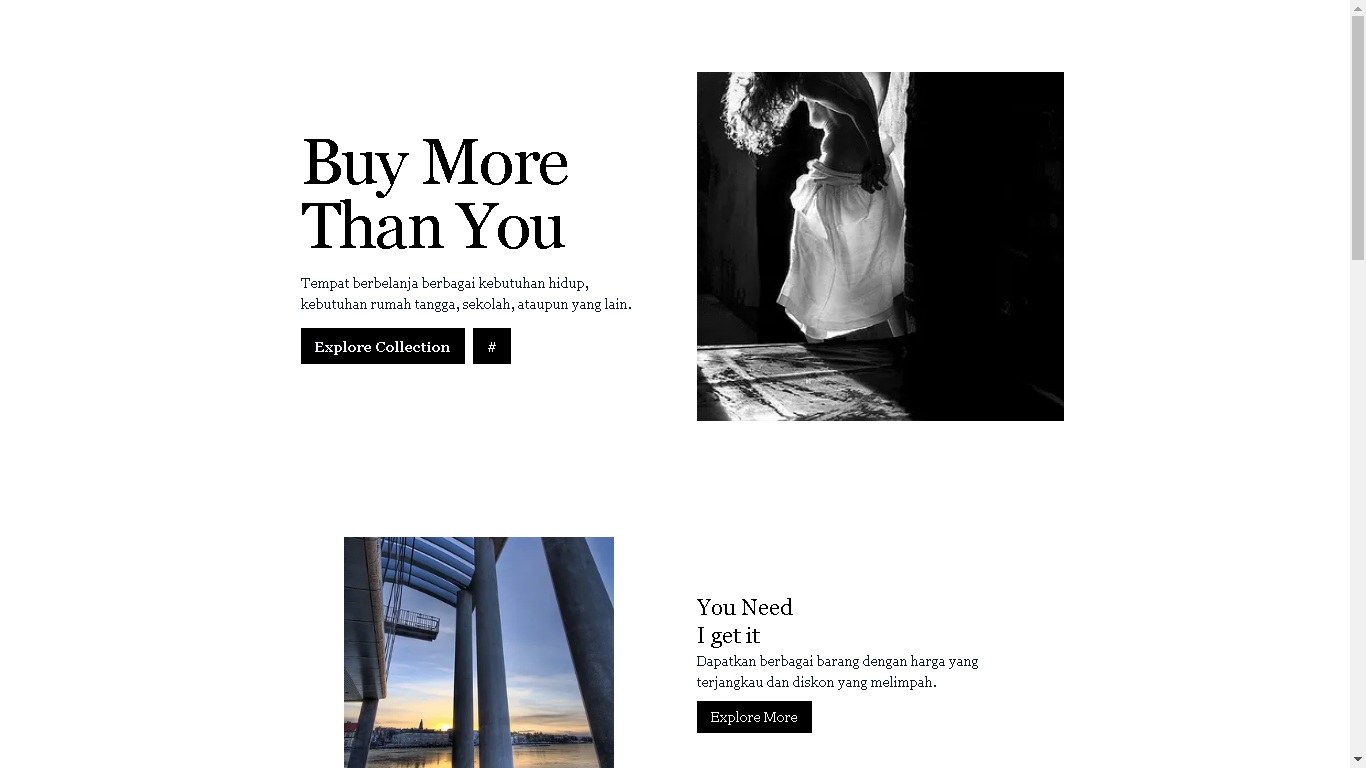 Buy More
Than You
Tempat berbelanja berbagai kebutuhan hidup,
kebutuhan rumah tangga, sekolah, ataupun yang lain.
Explore Collection
#
You Need
I get it
Dapatkan berbagai barang dengan harga yang
terjangkau dan diskon yang melimpah.
Explore More